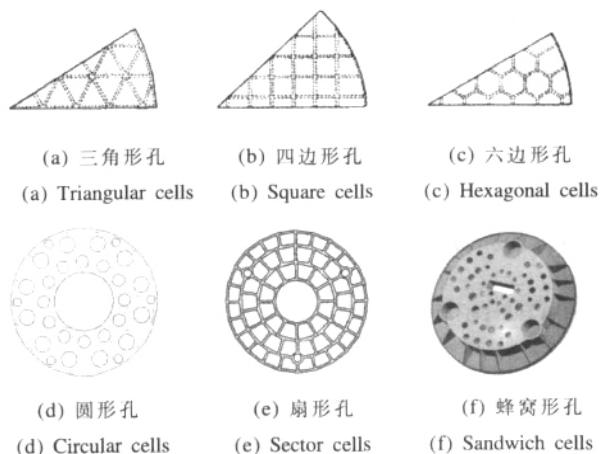 (a) 三角形孔
(b) 四边形孔
(c) 六边形孔
(a) Triangular cells
(b) Square cells
(c) Hexagonal cells
(d) 圆形孔
(e) 扇形孔
(f) 蜂窝形孔
(d) Circular cells
(e) Sector cells
(f) Sandwich cells